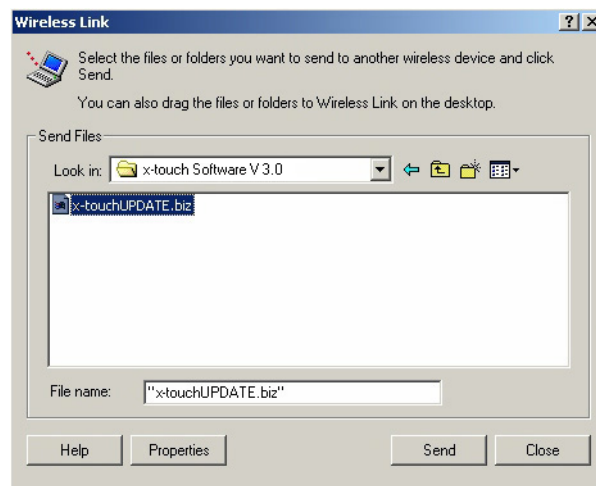 Wireless Link
Select the files or folders you want to send to another wireless device and click
Send.
You can also drag the files or folders to Wireless Link on the desktop.
Send Files
Look in: x-touch Software V 3.0
x-touchUPDATE.biz
File name: "x-touchUPDATE.biz"
Help Properties Send Close